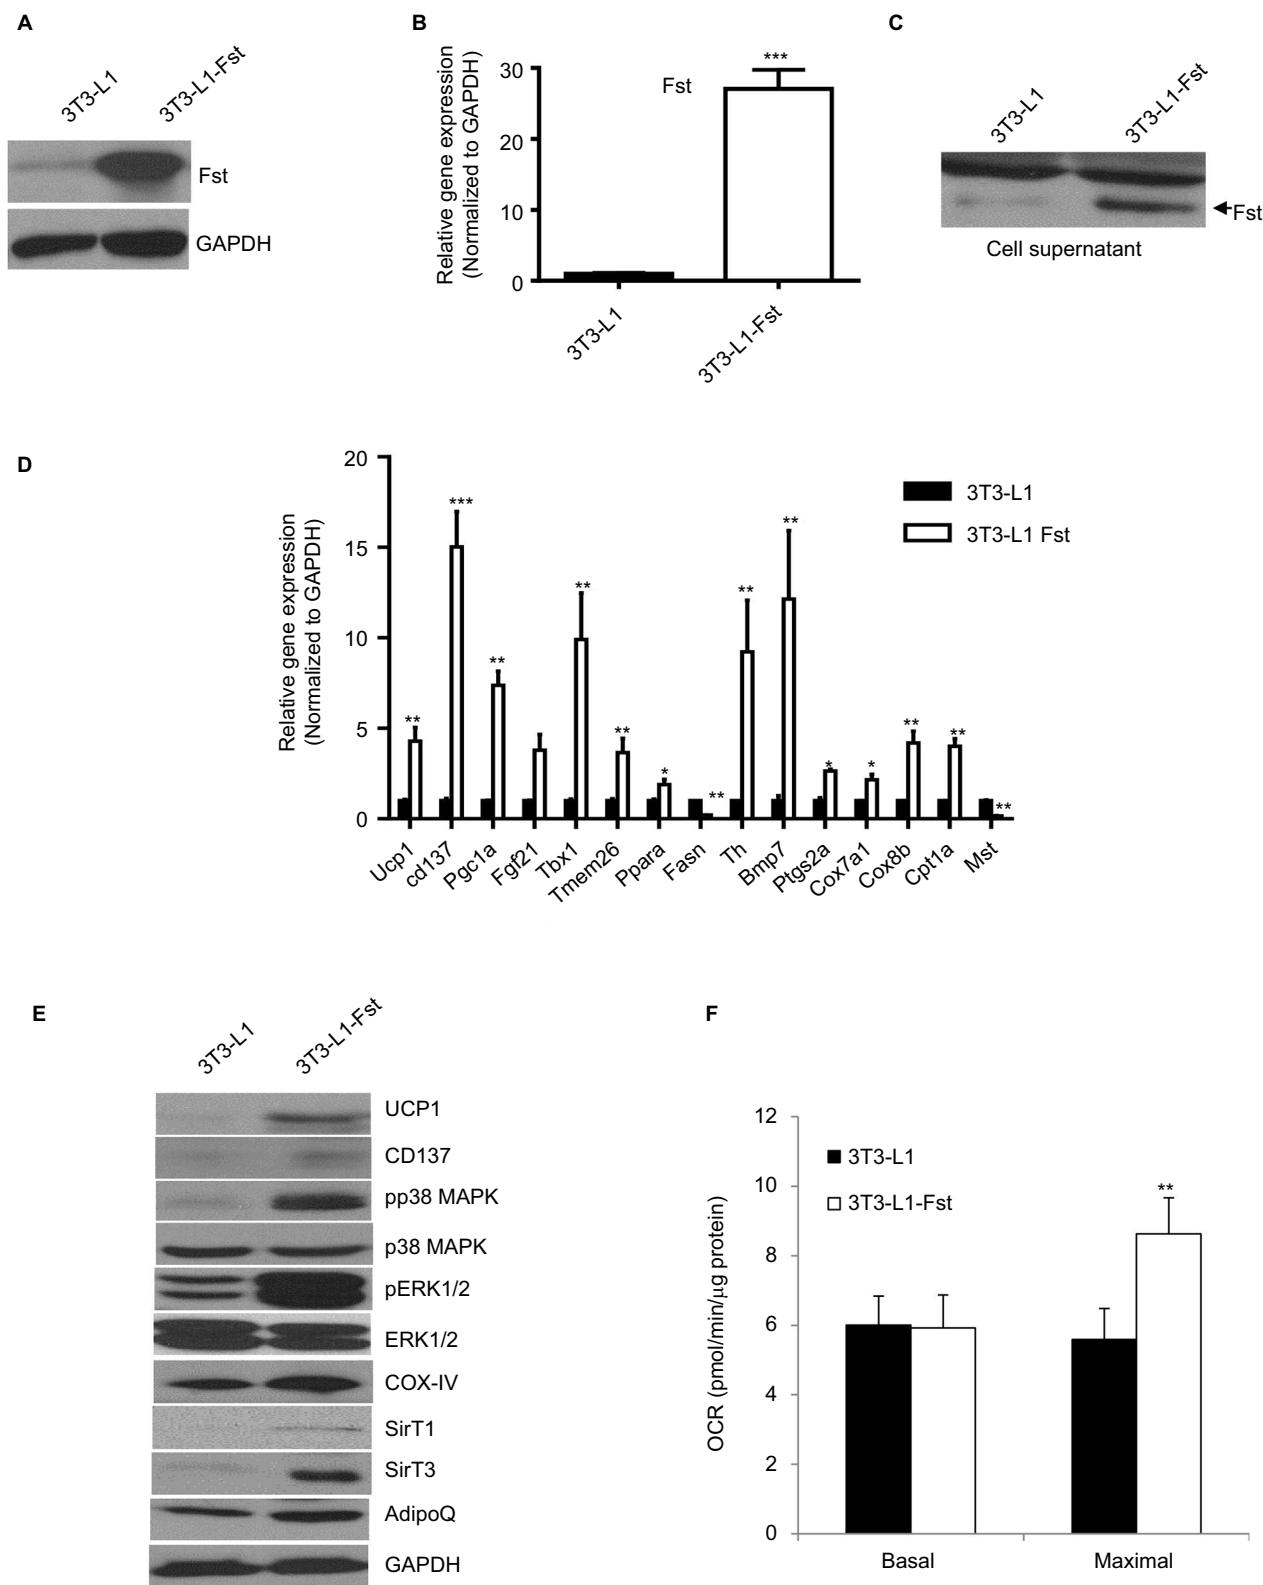 A
3T3-L1
3T3-L1-Fst
Fst
GAPDH
B
Relative gene expression
(Normalized to GAPDH)
30
20
10
0
Fst
***
3T3-L1
3T3-L1-Fst
C
3T3-L1
3T3-L1-Fst
Fst
Cell supernatant
D
Relative gene expression
(Normalized to GAPDH)
20
15
10
5
0
**
***
**
**
**
*
**
**
**
*
*
**
**
**
3T3-L1
3T3-L1 Fst
Ucp1
cd137
Pgc1a
Fgf21
Tbx1
Tmem26
Ppara
Fasn
Th
Bmp7
Ptgs2a
Cox7a1
Cox8b
Cpt1a
Mst
E
3T3-L1
3T3-L1-Fst
UCP1
CD137
pp38 MAPK
p38 MAPK
pERK1/2
ERK1/2
COX-IV
SirT1
SirT3
AdipoQ
GAPDH
F
OCR (pmol/min/µg protein)
12
10
8
6
4
2
0
3T3-L1
3T3-L1-Fst
**
Basal
Maximal